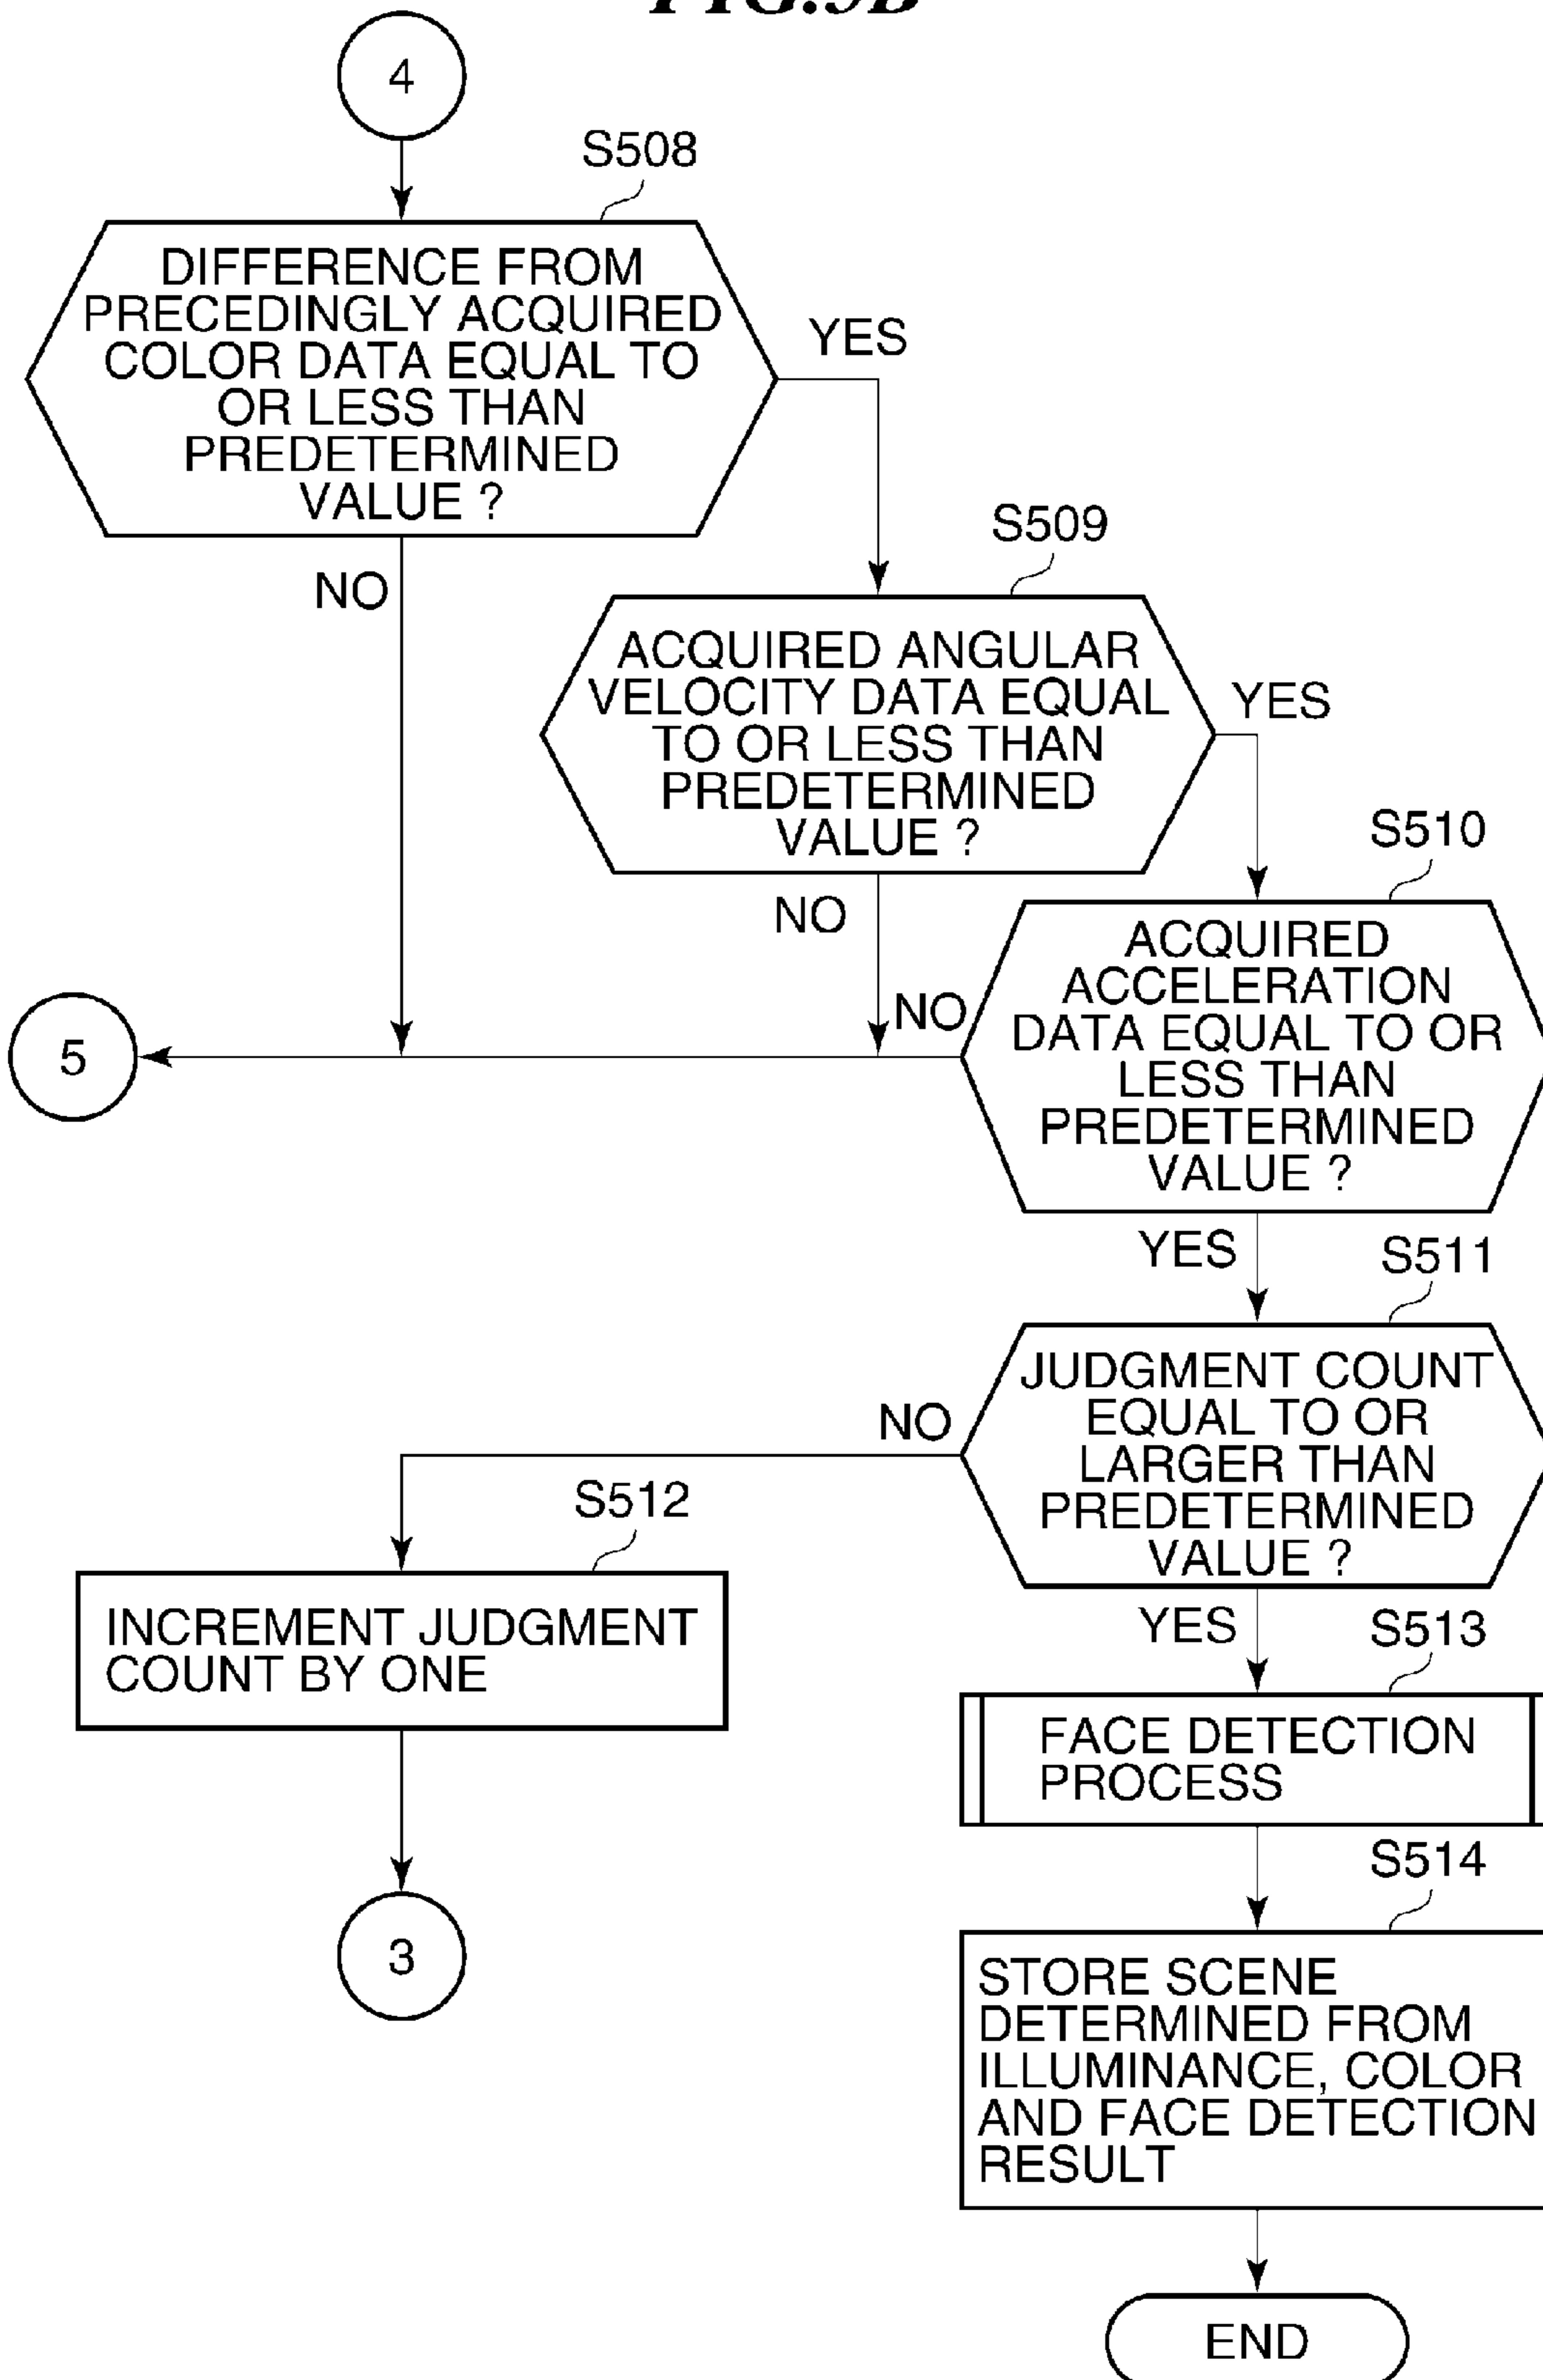 4
S508
DIFFERENCE FROM
PRECEDINGLY ACQUIRED
COLOR DATA EQUAL TO
OR LESS THAN
PREDETERMINED
VALUE ?
YES
NO
S509
ACQUIRED ANGULAR
VELOCITY DATA EQUAL
TO OR LESS THAN
PREDETERMINED
VALUE ?
YES
NO
S510
ACQUIRED
ACCELERATION
DATA EQUAL TO OR
LESS THAN
PREDETERMINED
VALUE ?
NO
5
YES
S511
JUDGMENT COUNT
EQUAL TO OR
LARGER THAN
PREDETERMINED
VALUE ?
NO
S512
INCREMENT JUDGMENT
COUNT BY ONE
3
YES
S513
FACE DETECTION
PROCESS
S514
STORE SCENE
DETERMINED FROM
ILLUMINANCE, COLOR
AND FACE DETECTION
RESULT
END